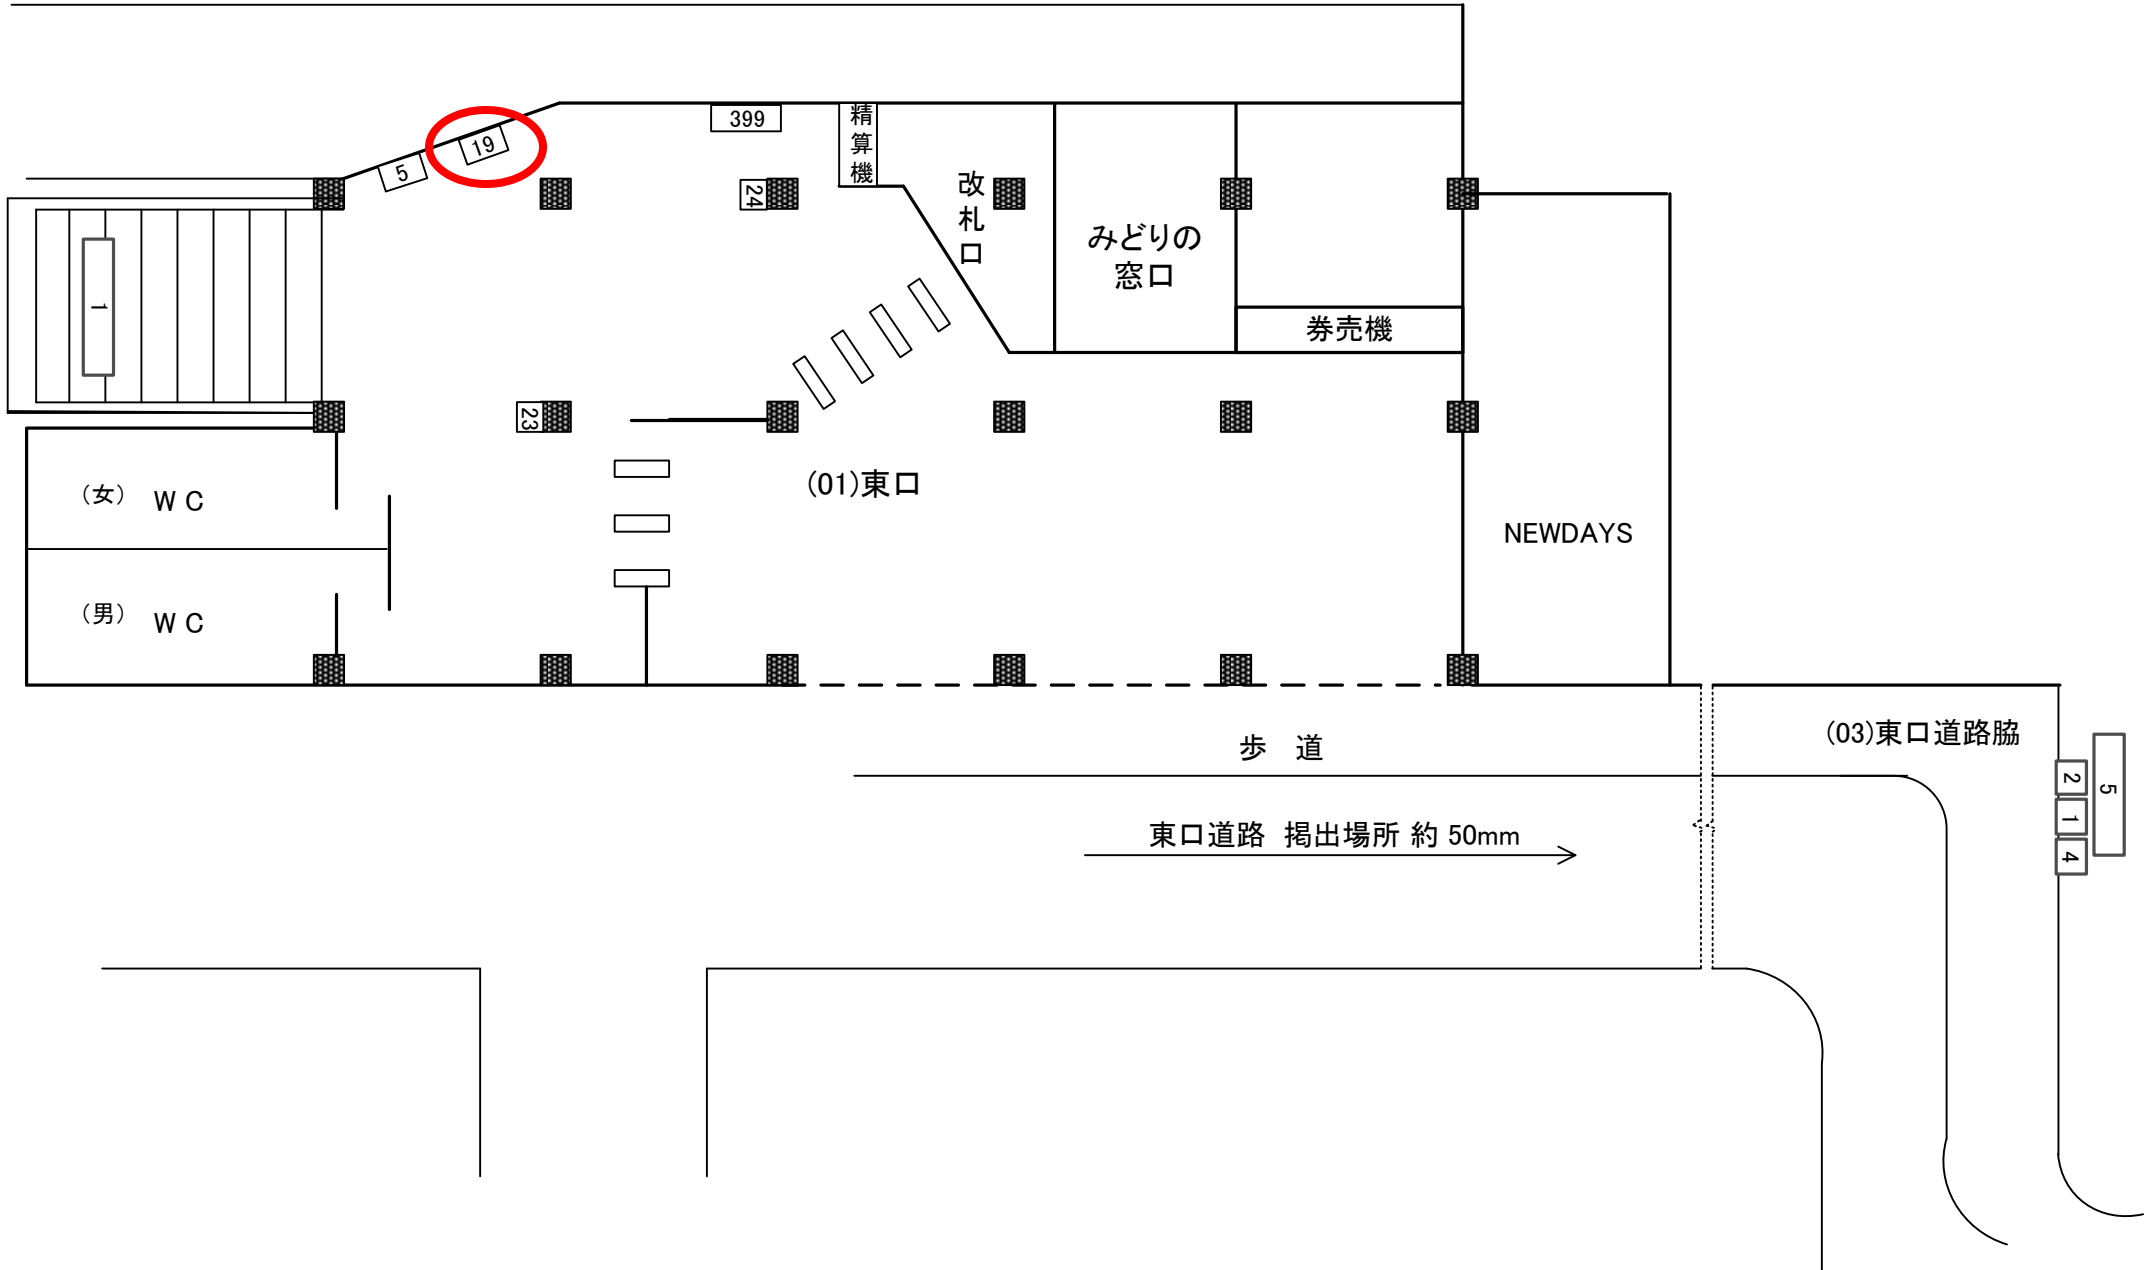 399
精算機
19
5
24
改札口
みどりの
窓口
1
券売機
23
(01)東口
(女) W C
NEWDAYS
(男) W C
(03)東口道路脇
歩 道
5
2
1
4
東口道路 掲出場所 約 50mm